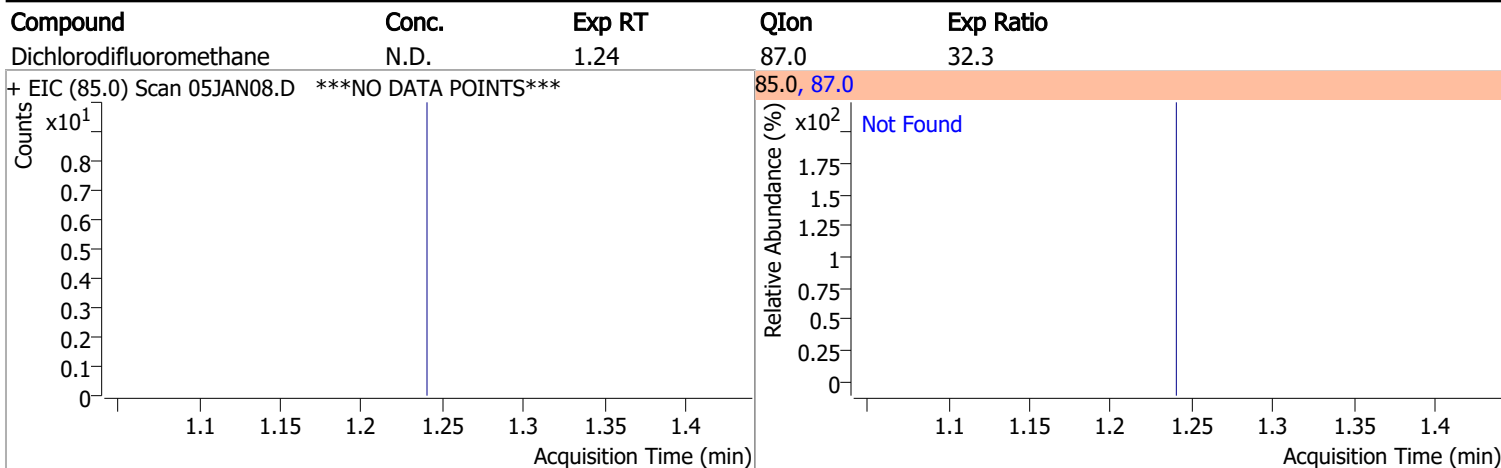 Compound Conc. Exp RT QIon Exp Ratio
Dichlorodifluoromethane N.D. 1.24 87.0 32.3
+ EIC (85.0) Scan 05JAN08.D ***NO DATA POINTS***
Counts
x10¹
0.8
0.7
0.6
0.5
0.4
0.3
0.2
0.1
0
1.1 1.15 1.2 1.25 1.3 1.35 1.4
Acquisition Time (min)
85.0, 87.0
Relative Abundance (%)
x10²
Not Found
1.75
1.5
1.25
1
0.75
0.5
0.25
0
1.1 1.15 1.2 1.25 1.3 1.35 1.4
Acquisition Time (min)